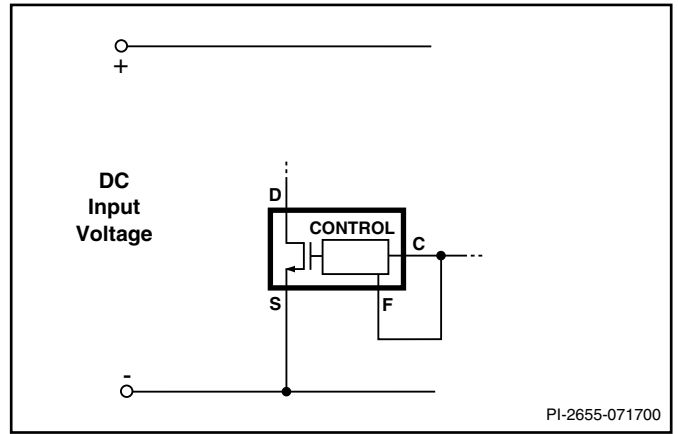 +
DC
Input
Voltage
D
CONTROL
C
S
F
-
PI-2655-071700